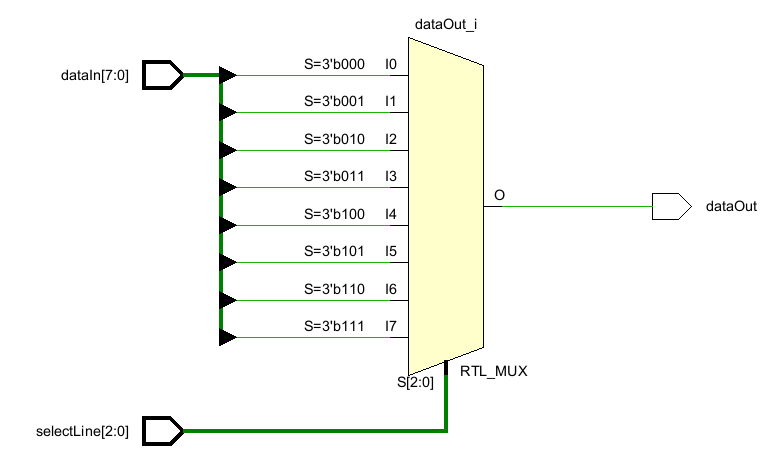 dataOut_i
dataIn[7:0]
S=3'b000 I0
S=3'b001 I1
S=3'b010 I2
S=3'b011 I3
S=3'b100 I4
S=3'b101 I5
S=3'b110 I6
S=3'b111 I7
O
dataOut
S[2:0]
RTL_MUX
selectLine[2:0]